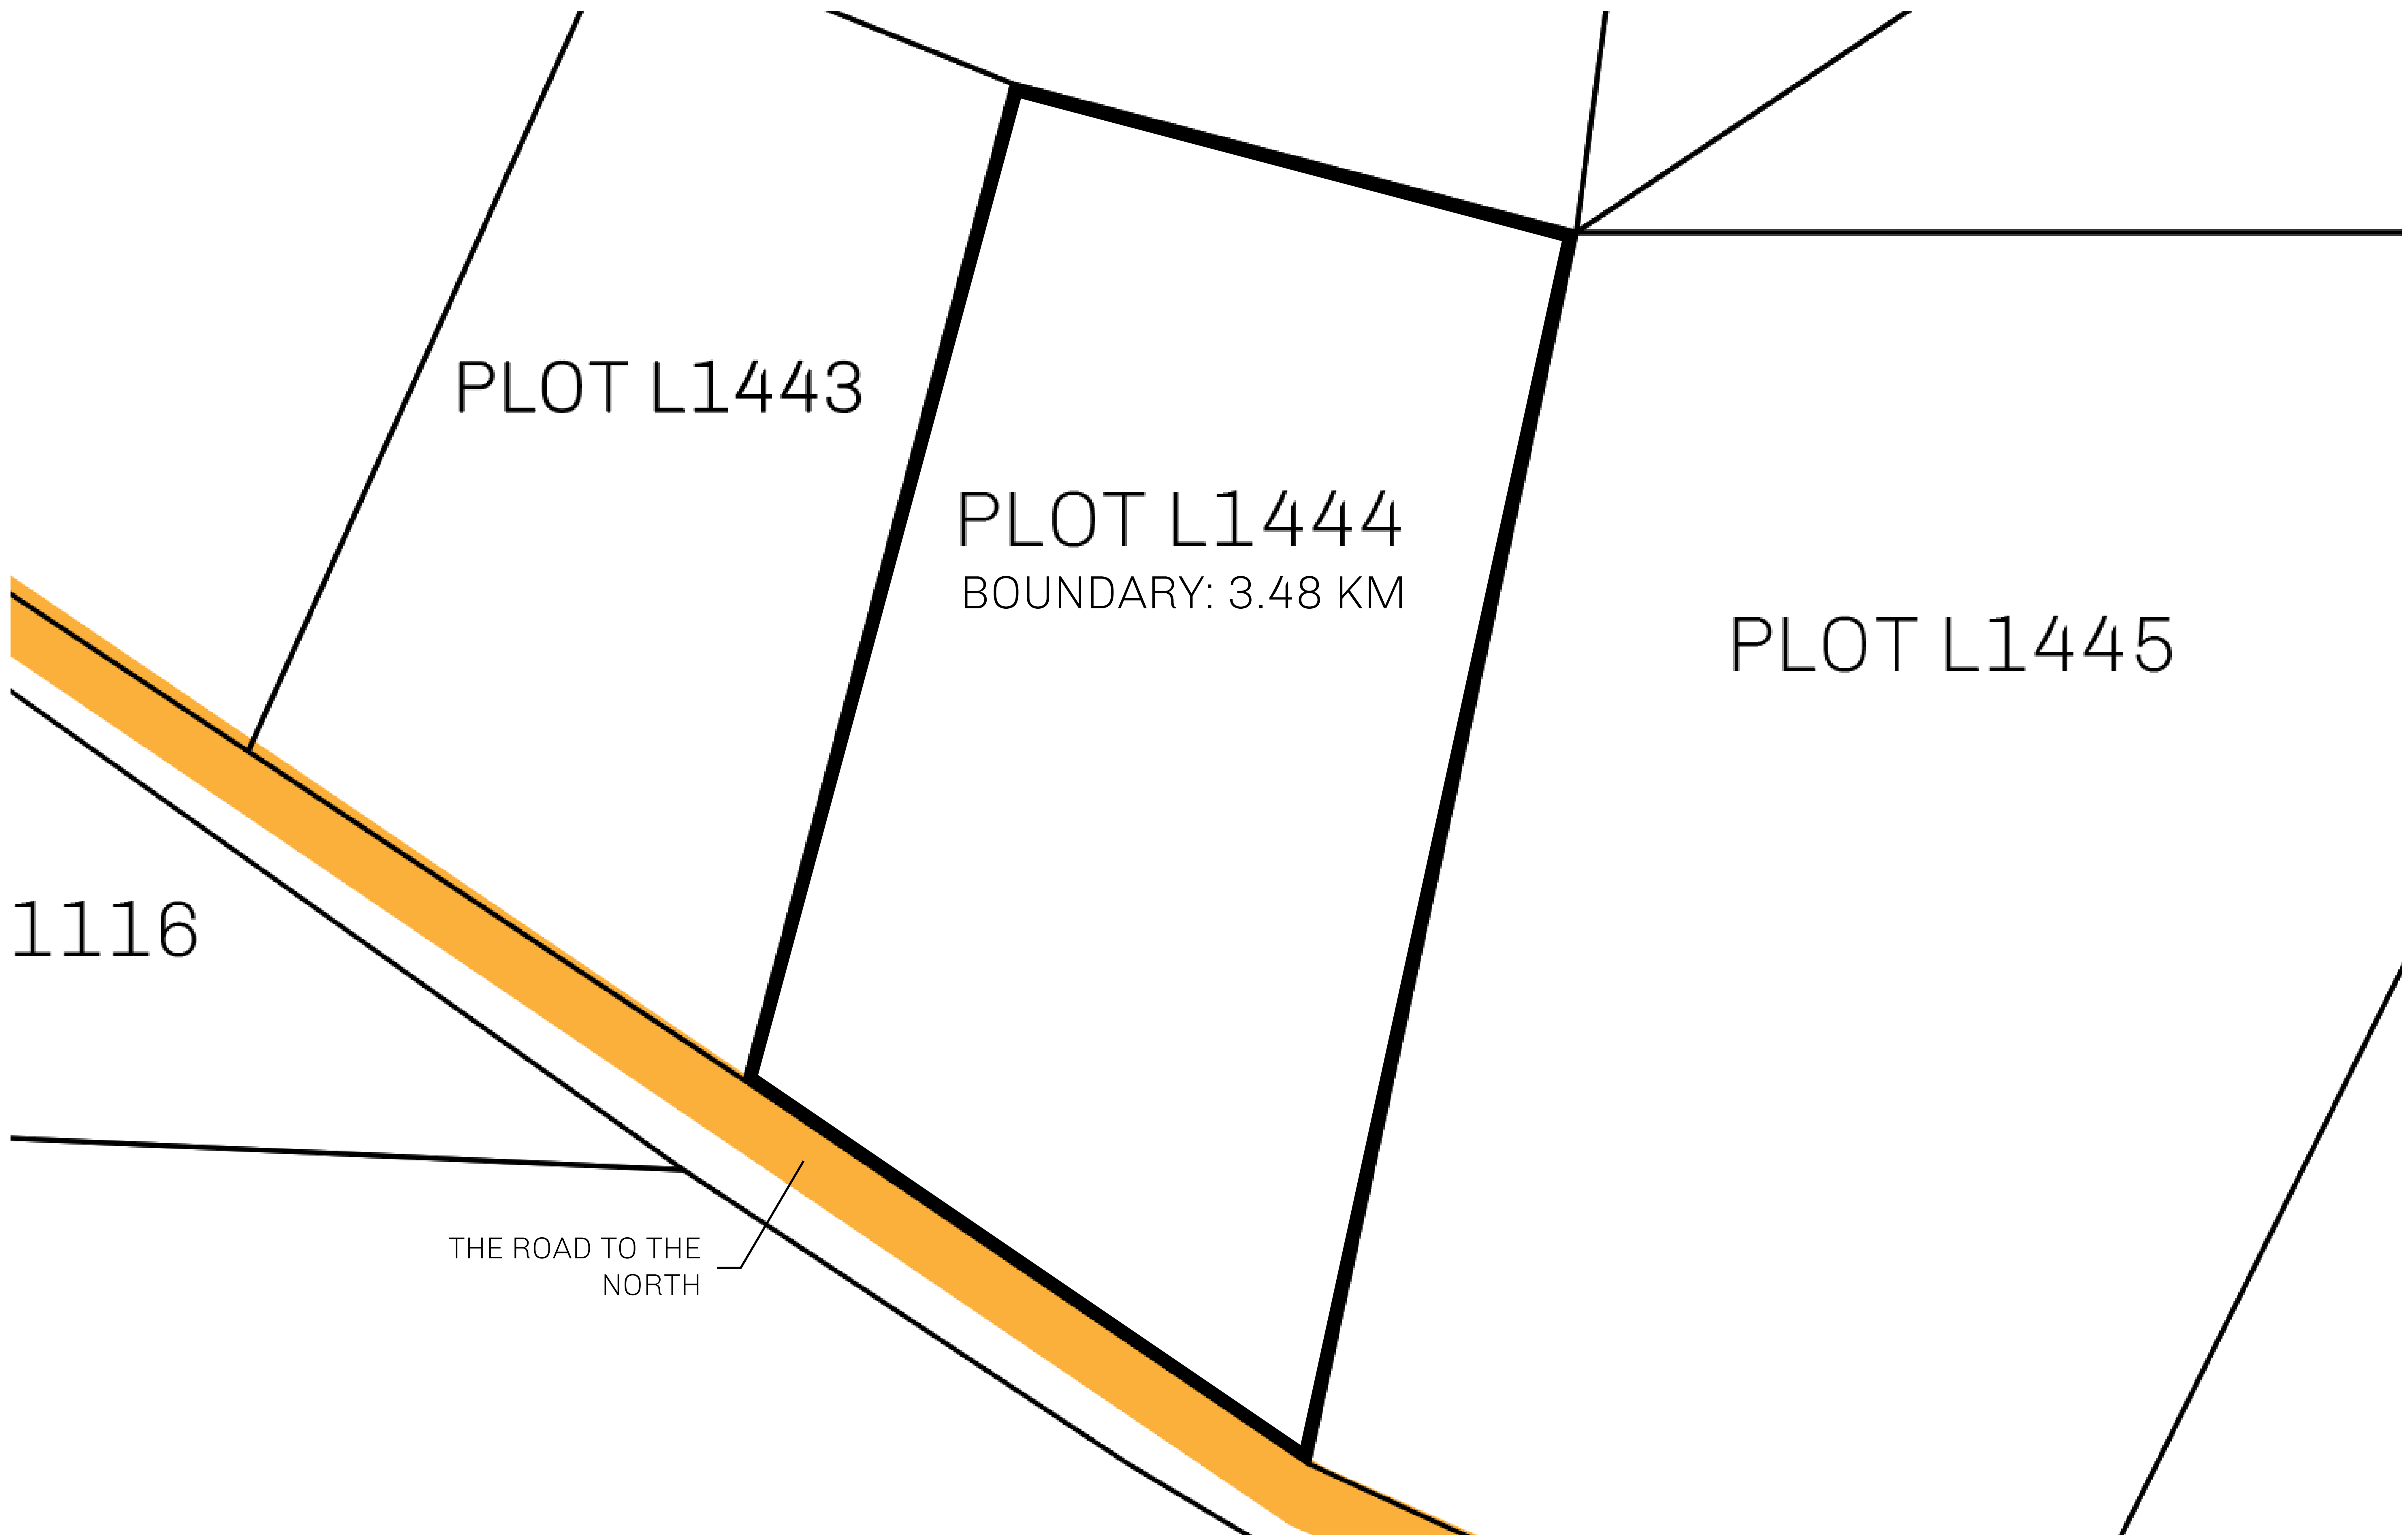 PLOT L1443
PLOT L1444
BOUNDARY: 3.48 KM
PLOT L1445
1116
THE ROAD TO THE
NORTH